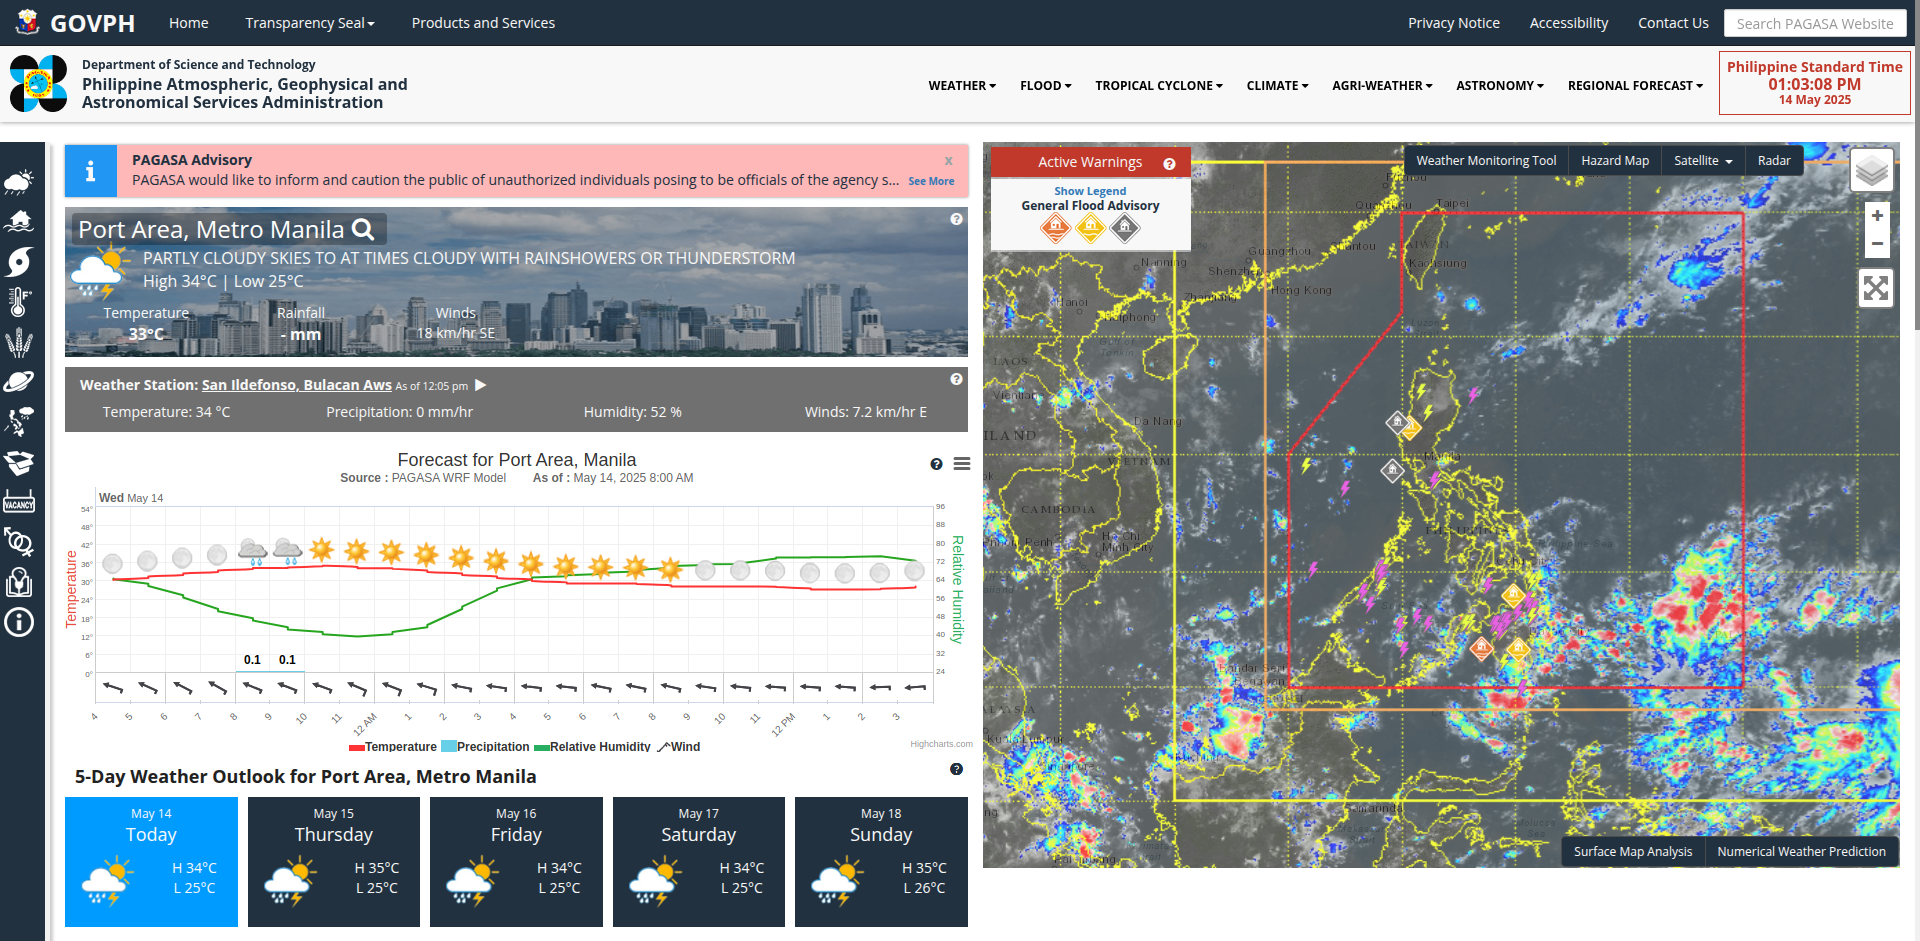 GOVPH
Home
Transparency Seal
Products and Services
Privacy Notice
Accessibility
Contact Us
Search PAGASA Website
Department of Science and Technology
Philippine Atmospheric, Geophysical and
Astronomical Services Administration
WEATHER
FLOOD
TROPICAL CYCLONE
CLIMATE
AGRI-WEATHER
ASTRONOMY
REGIONAL FORECAST
Philippine Standard Time
01:03:08 PM
14 May 2025
VACANCY
PAGASA Advisory
x
PAGASA would like to inform and caution the public of unauthorized individuals posing to be officials of the agency s... See More
Port Area, Metro Manila
PARTLY CLOUDY SKIES TO AT TIMES CLOUDY WITH RAINSHOWERS OR THUNDERSTORM
High 34°C | Low 25°C
Temperature Rainfall Winds
33°C - mm 18 km/hr SE
Weather Station: San Ildefonso, Bulacan Aws As of 12:05 pm
Temperature: 34 °C Precipitation: 0 mm/hr Humidity: 52 % Winds: 7.2 km/hr E
Forecast for Port Area, Manila
Source : PAGASA WRF Model As of : May 14, 2025 8:00 AM
Wed May 14
Temperature
54°
48°
42°
36°
30°
24°
18°
12°
6°
0°
0.1 0.1
96
88
80
72
64
56
48
40
32
24
Relative Humidity
4 5 6 7 8 9 10 11 12 AM 1 2 3 4 5 6 7 8 9 10 11 12 PM 1 2 3
Temperature Precipitation Relative Humidity Wind
Highcharts.com
5-Day Weather Outlook for Port Area, Metro Manila
May 14
Today
H 34°C
L 25°C
May 15
Thursday
H 35°C
L 25°C
May 16
Friday
H 34°C
L 25°C
May 17
Saturday
H 34°C
L 25°C
May 18
Sunday
H 35°C
L 26°C
Active Warnings
Show Legend
General Flood Advisory
Weather Monitoring Tool
Hazard Map
Satellite
Radar
+
−
Taipei
TAIWAN
Kaohsiung
Guangzhou
Shenzhen
Hong Kong
Nanning
Zhanjiang
Hanoi
Haiphong
LAOS
Vientiane
Da Nang
VIETNAM
CAMBODIA
Ho Chi
Minh City
Manila
Philippine Sea
Kuala Lumpur
Surface Map Analysis
Numerical Weather Prediction